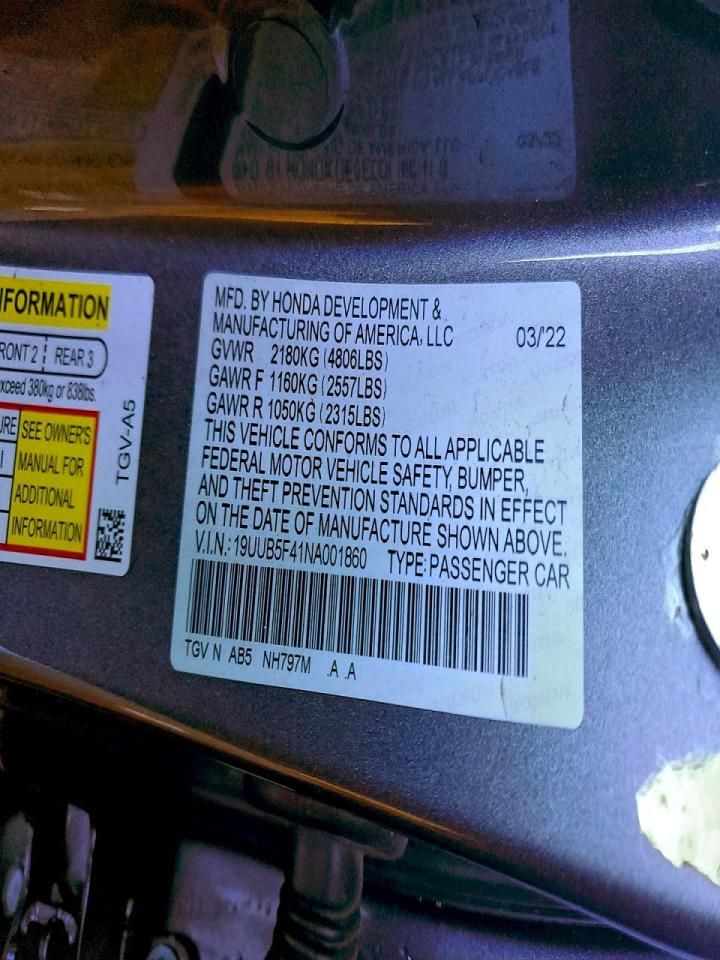 NFORMATION
RONT 2 REAR 3
xceed 380kg or 838lbs.
URE
SEE OWNER'S
MANUAL FOR
ADDITIONAL
INFORMATION
TGV-A5
MFD. BY HONDA DEVELOPMENT &
MANUFACTURING OF AMERICA, LLC 03/'22
GVWR 2180KG (4806LBS)
GAWR F 1160KG (2557LBS)
GAWR R 1050KG (2315LBS)
THIS VEHICLE CONFORMS TO ALL APPLICABLE
FEDERAL MOTOR VEHICLE SAFETY, BUMPER,
AND THEFT PREVENTION STANDARDS IN EFFECT
ON THE DATE OF MANUFACTURE SHOWN ABOVE.
V.I.N.: 19UUB5F41NA001860 TYPE: PASSENGER CAR
TGV N AB5 NH797M .A .A